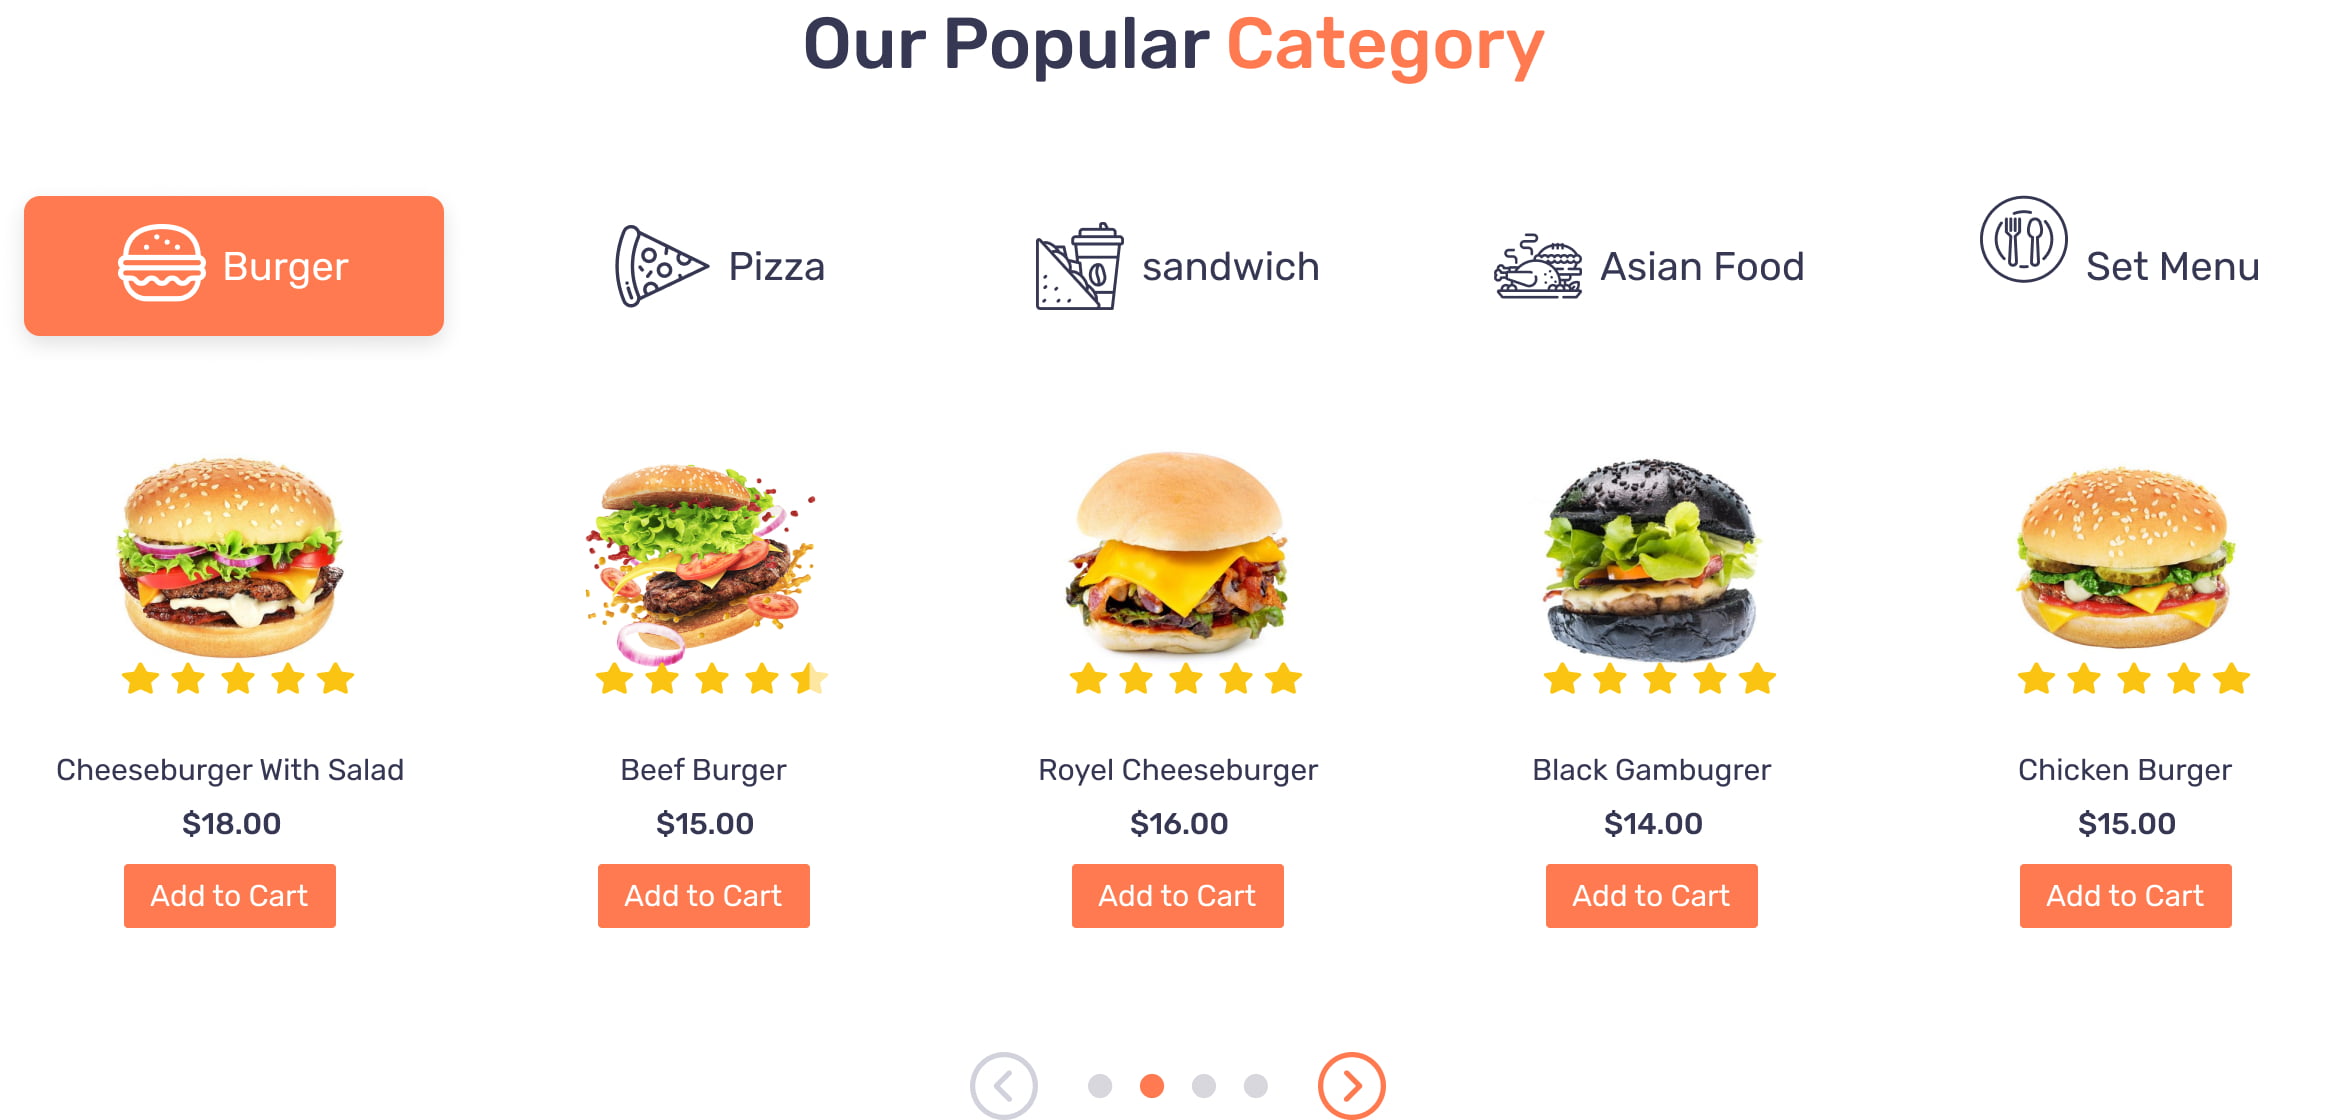 Our Popular Category
Burger
Pizza
sandwich
Asian Food
Set Menu
Cheeseburger With Salad
$18.00
Add to Cart
Beef Burger
$15.00
Add to Cart
Royel Cheeseburger
$16.00
Add to Cart
Black Gambugrer
$14.00
Add to Cart
Chicken Burger
$15.00
Add to Cart